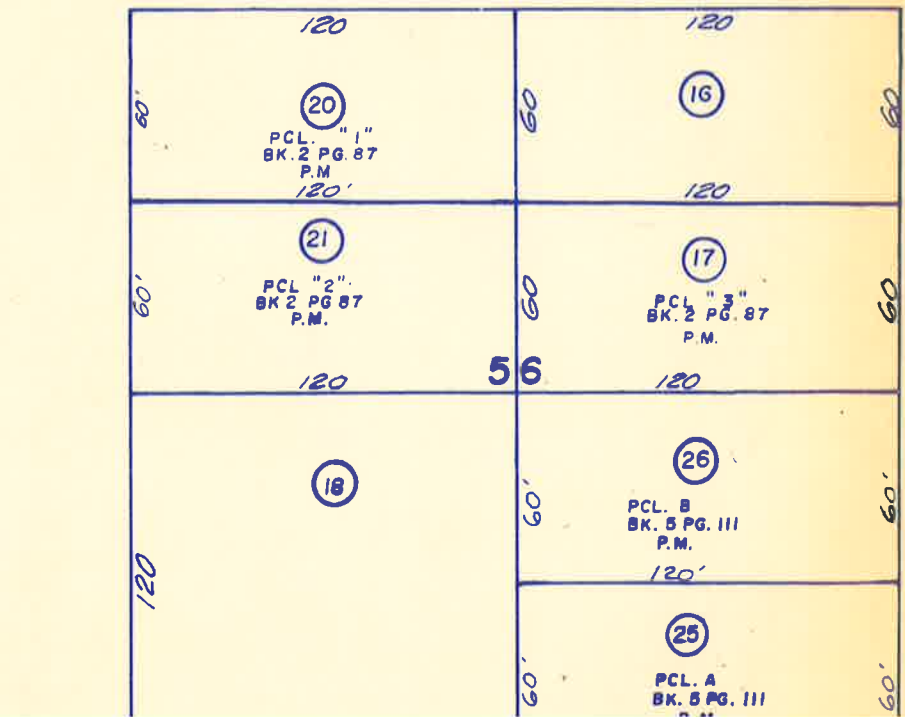 120
60'
20
PCL. "1"
BK. 2 PG. 87
P.M
120'
120
60
16
60
120
21
60'
PCL "2"
BK 2 PG 87
P.M.
120
60
17
60
PCL "3"
BK. 2 PG. 87
P.M.
56
120
18
120
26
60'
60'
PCL. B
BK. 5 PG. 111
P.M.
120'
25
60'
60'
PCL. A
BK. 5 PG. 111